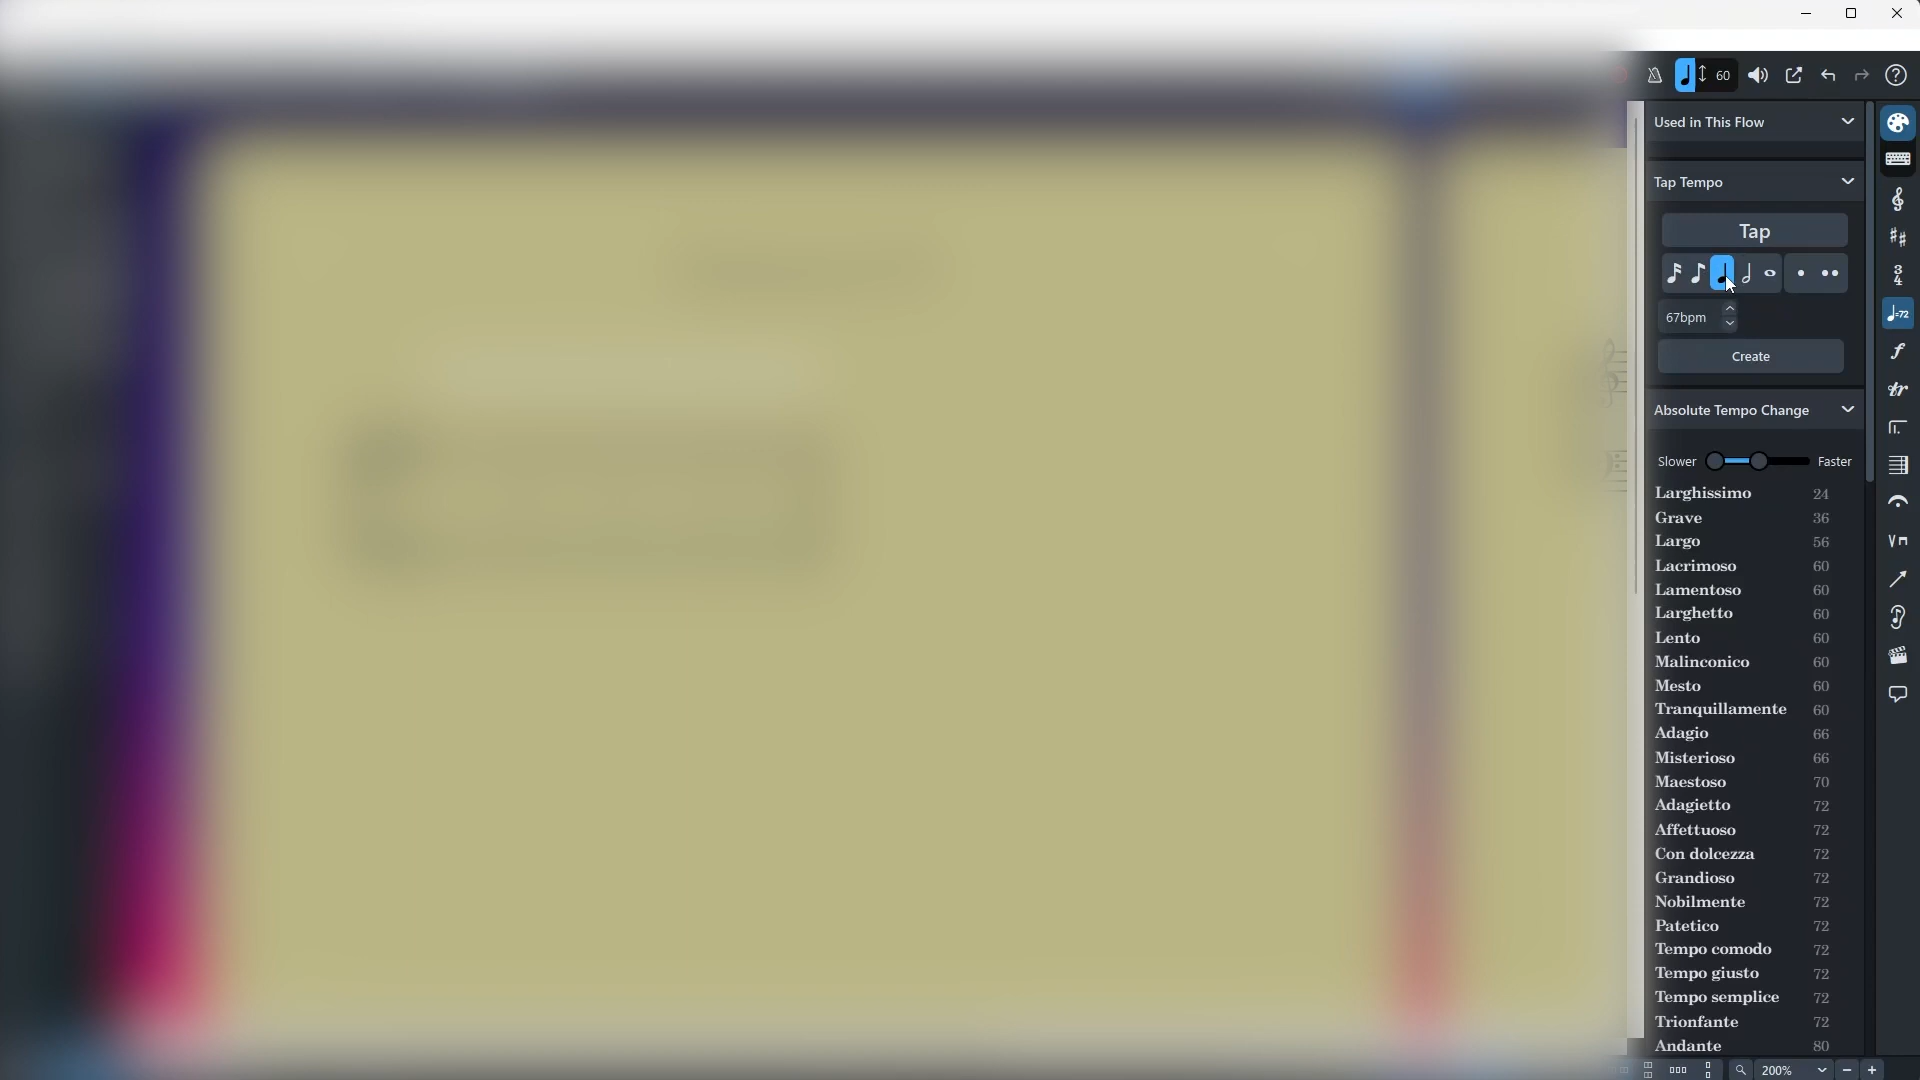 60
Used in This Flow
Tap Tempo
Tap
67bpm
Create
Absolute Tempo Change
Slower Faster
Larghissimo 24
Grave 36
Largo 56
Lacrimoso 60
Lamentoso 60
Larghetto 60
Lento 60
Malinconico 60
Mesto 60
Tranquillamente 60
Adagio 66
Misterioso 66
Maestoso 70
Adagietto 72
Affettuoso 72
Con dolcezza 72
Grandioso 72
Nobilmente 72
Patetico 72
Tempo comodo 72
Tempo giusto 72
Tempo semplice 72
Trionfante 72
Andante 80
200%